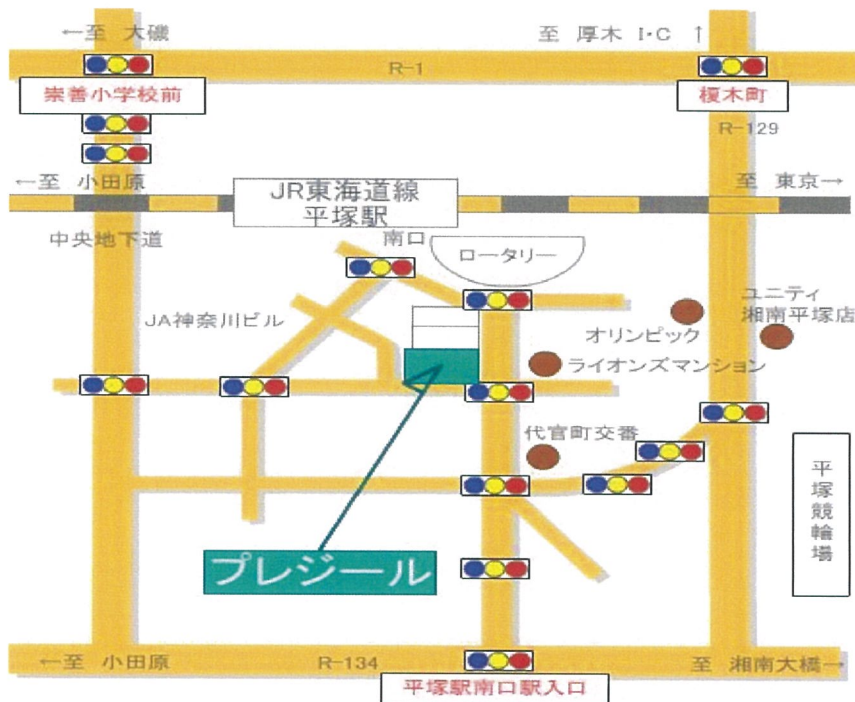 ←至 大磯
至 厚木 I・C ↑
R-1
崇善小学校前
榎木町
R-129
←至 小田原
JR東海道線
平塚駅
至 東京→
中央地下道
南口
ロータリー
ユニティ
湘南平塚店
JA神奈川ビル
オリンピック
ライオンズマンション
代官町交番
平塚競輪場
プレジール
←至 小田原
R-134
至 湘南大橋→
平塚駅南口駅入口